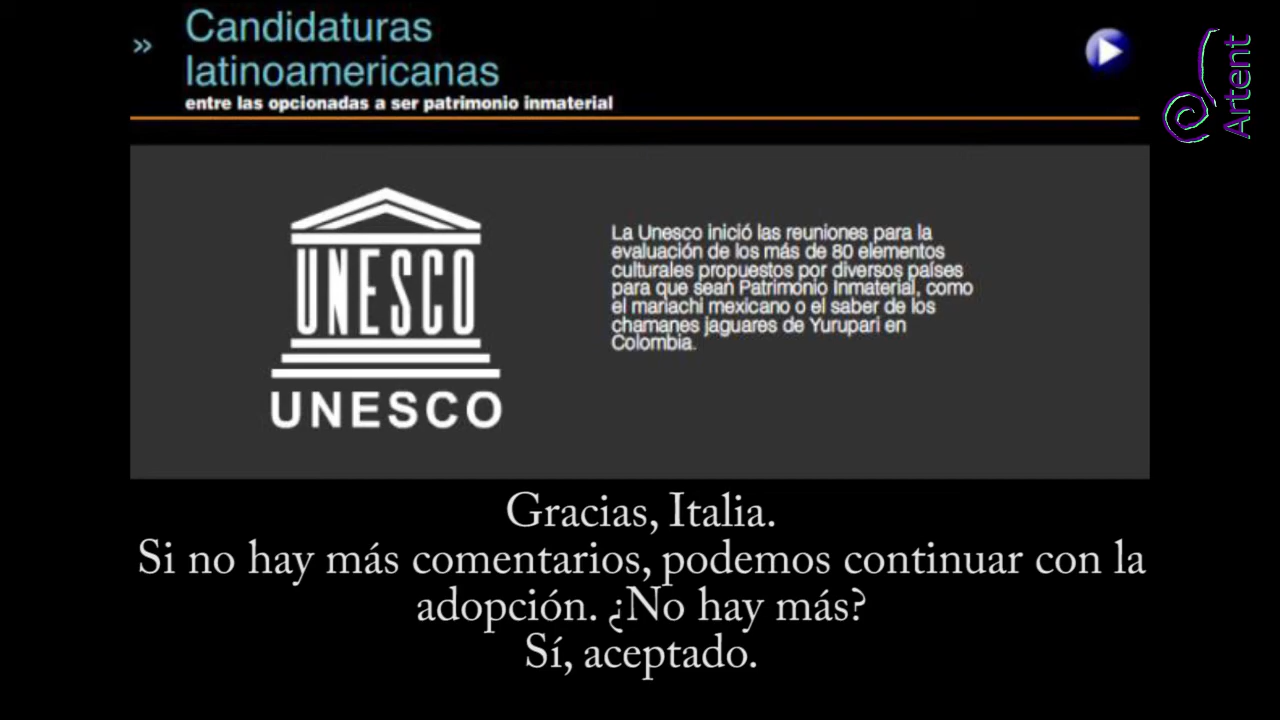 »
Candidaturas
latinoamericanas
entre las opcionadas a ser patrimonio inmaterial
Artent
UNESCO
UNESCO
La Unesco inició las reuniones para la
evaluación de los más de 80 elementos
culturales propuestos por diversos países
para que sean Patrimonio Inmaterial, como
el mariachi mexicano o el saber de los
chamanes jaguares de Yurupari en
Colombia.
Gracias, Italia.
Si no hay más comentarios, podemos continuar con la
adopción. ¿No hay más?
Sí, aceptado.